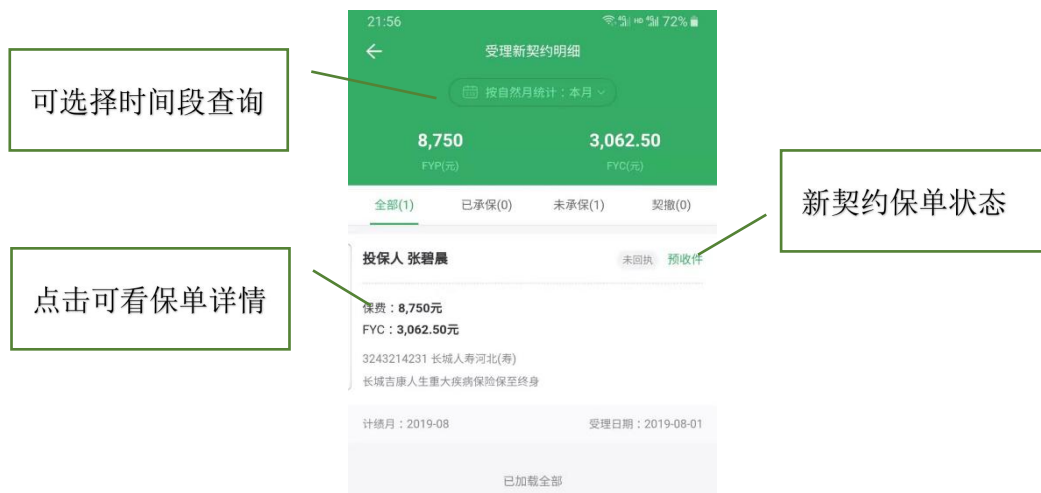 21:56
72%
受理新契约明细
可选择时间段查询
按自然月统计：本月
8,750
3,062.50
FYP(元)
FYC(元)
全部(1)
已承保(0)
未承保(1)
契撤(0)
新契约保单状态
投保人 张碧晨
未回执
预收件
点击可看保单详情
保费：8,750元
FYC：3,062.50元
3243214231 长城人寿河北(寿)
长城吉康人生重大疾病保险保至终身
计绩月：2019-08
受理日期：2019-08-01
已加载全部